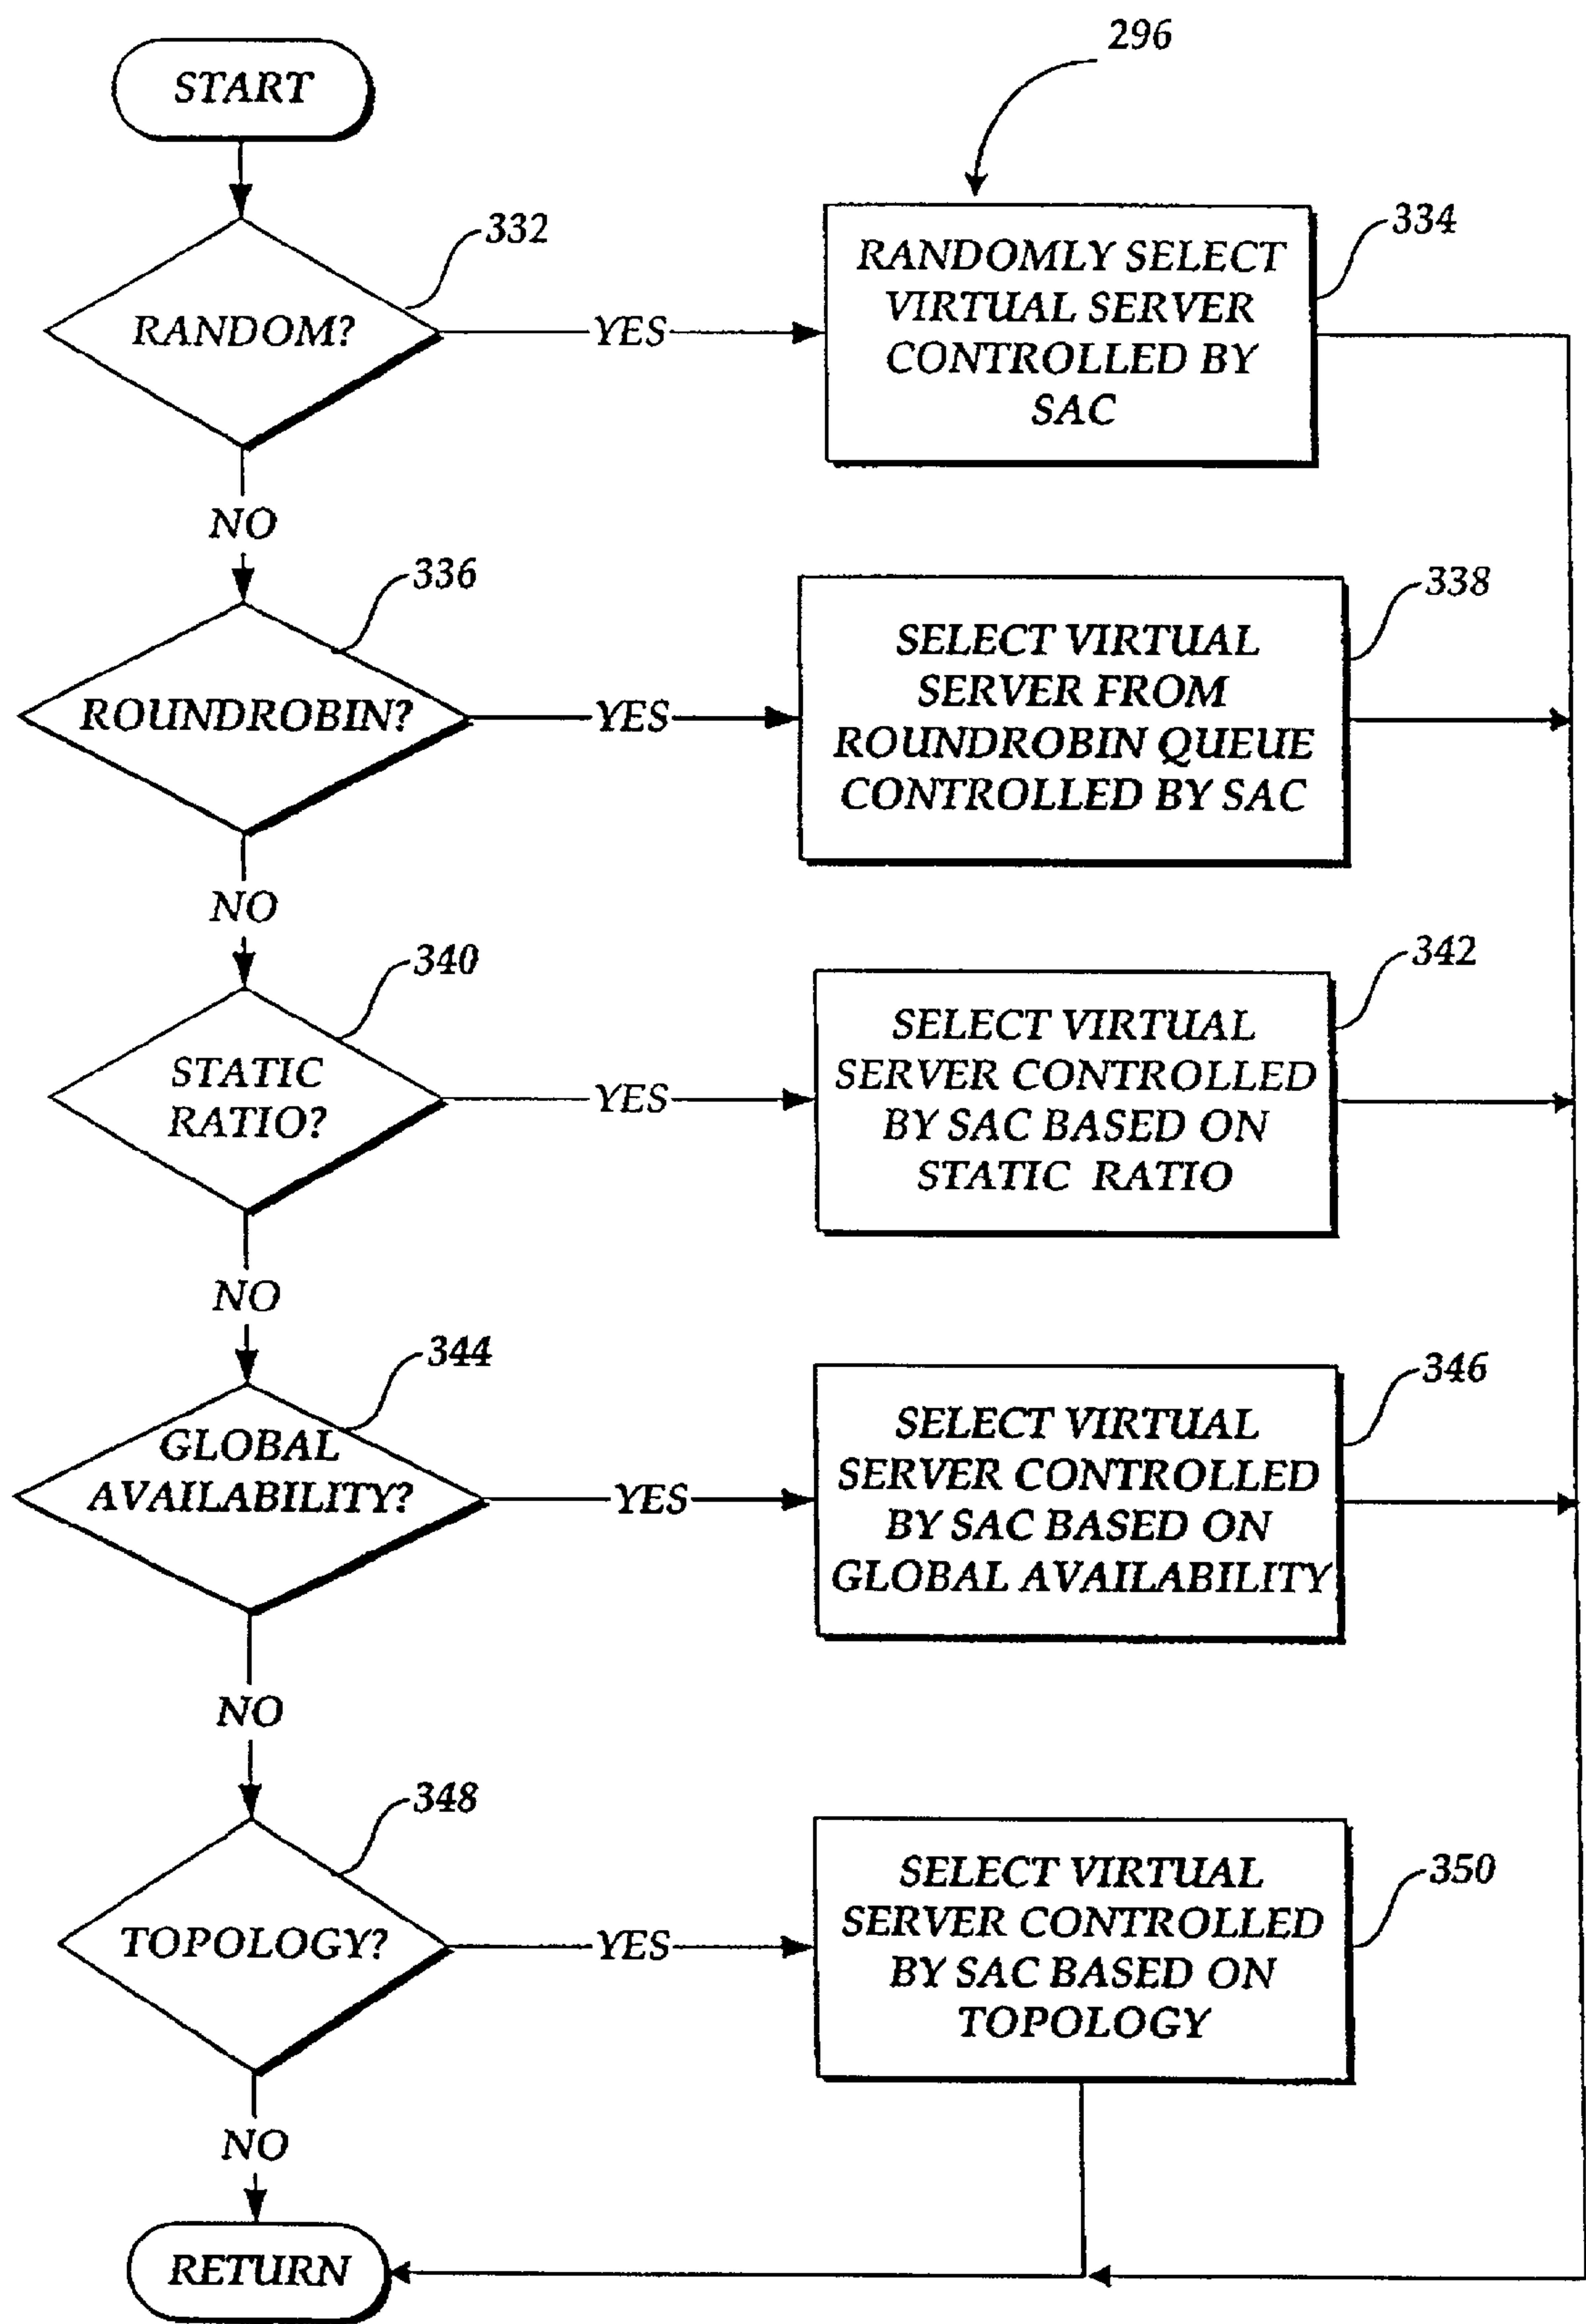 START
296
332
RANDOM?
YES
RANDOMLY SELECT
VIRTUAL SERVER
CONTROLLED BY
SAC
334
NO
336
ROUNDROBIN?
YES
SELECT VIRTUAL
SERVER FROM
ROUNDROBIN QUEUE
CONTROLLED BY SAC
338
NO
340
STATIC
RATIO?
YES
SELECT VIRTUAL
SERVER CONTROLLED
BY SAC BASED ON
STATIC RATIO
342
NO
344
GLOBAL
AVAILABILITY?
YES
SELECT VIRTUAL
SERVER CONTROLLED
BY SAC BASED ON
GLOBAL AVAILABILITY
346
NO
348
TOPOLOGY?
YES
SELECT VIRTUAL
SERVER CONTROLLED
BY SAC BASED ON
TOPOLOGY
350
NO
RETURN